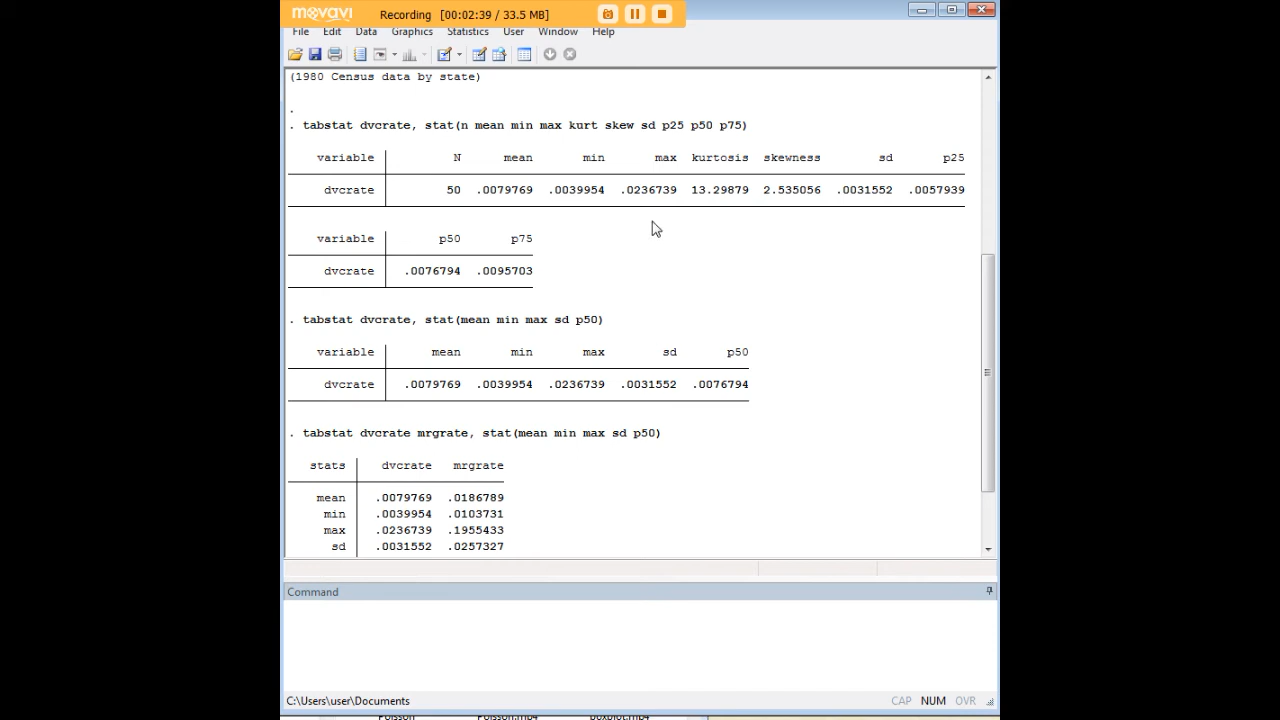 movavi Recording [00:02:39 / 33.5 MB]
File Edit Data Graphics Statistics User Window Help
(1980 Census data by state)
.
. tabstat dvcrate, stat(n mean min max kurt skew sd p25 p50 p75)
variable N mean min max kurtosis skewness sd p25
dvcrate 50 .0079769 .0039954 .0236739 13.29879 2.535056 .0031552 .0057939
variable p50 p75
dvcrate .0076794 .0095703
. tabstat dvcrate, stat(mean min max sd p50)
variable mean min max sd p50
dvcrate .0079769 .0039954 .0236739 .0031552 .0076794
. tabstat dvcrate mrgrate, stat(mean min max sd p50)
stats dvcrate mrgrate
mean .0079769 .0186789
min .0039954 .0103731
max .0236739 .1955433
sd .0031552 .0257327
Command
C:\Users\user\Documents CAP NUM OVR
Poisson Poisson.mp4 boxplot.mp4